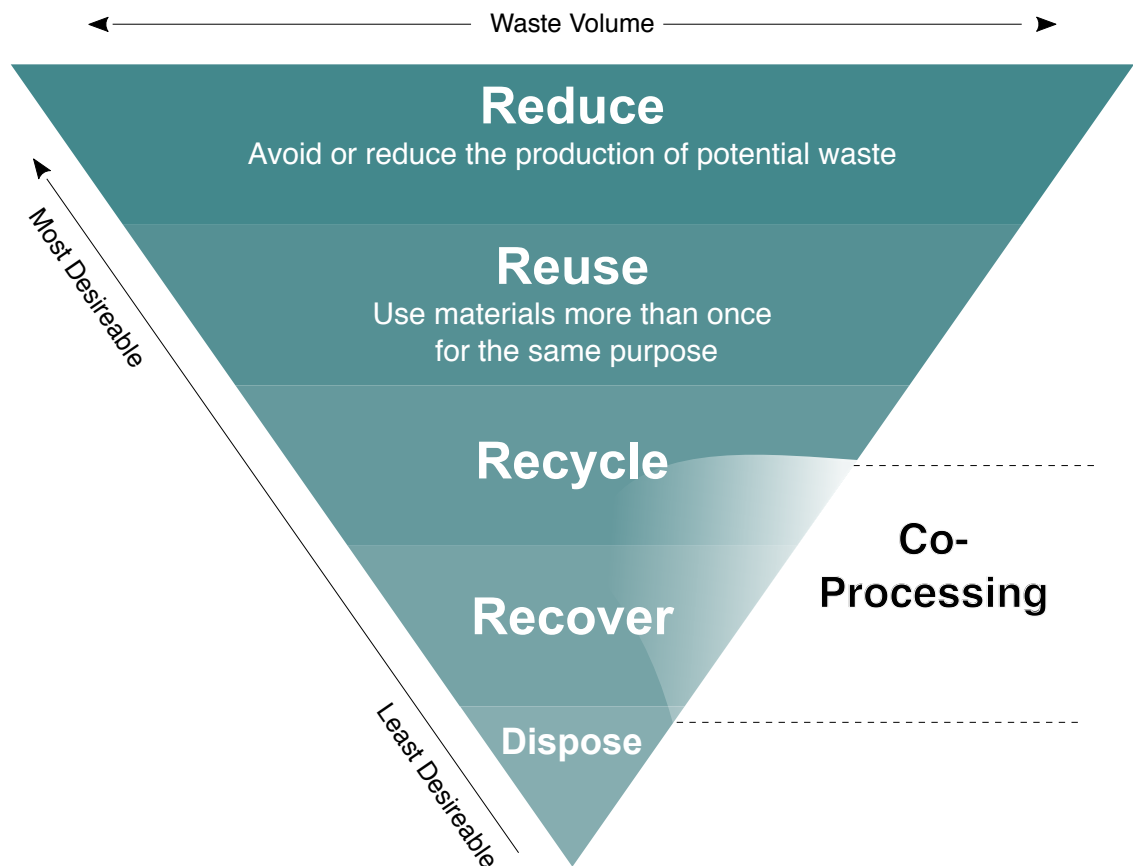 Waste Volume
Reduce
Avoid or reduce the production of potential waste
Most Desireable
Reuse
Use materials more than once
for the same purpose
Recycle
Co-
Processing
Recover
Least Desireable
Dispose